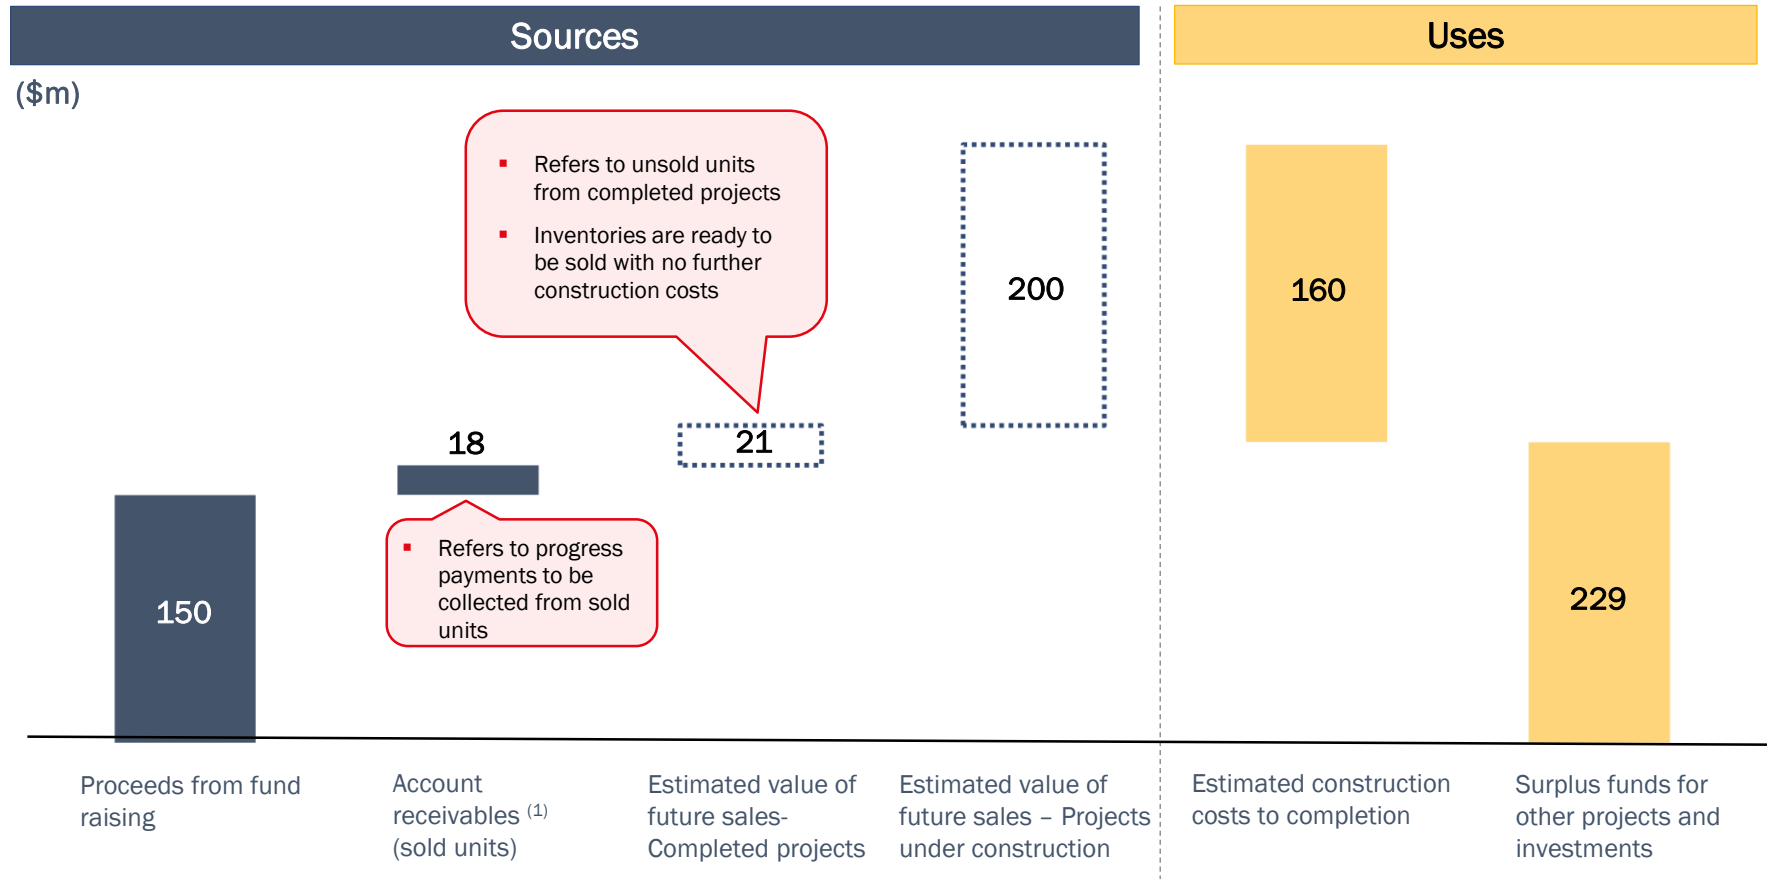 Sources
Uses
($m)
▪ Refers to unsold units
from completed projects
▪ Inventories are ready to
be sold with no further
construction costs
200
160
18
21
▪ Refers to progress
payments to be
collected from sold
units
150
229
Proceeds from fund
raising
Account
receivables (1)
(sold units)
Estimated value of
future sales-
Completed projects
Estimated value of
future sales – Projects
under construction
Estimated construction
costs to completion
Surplus funds for
other projects and
investments